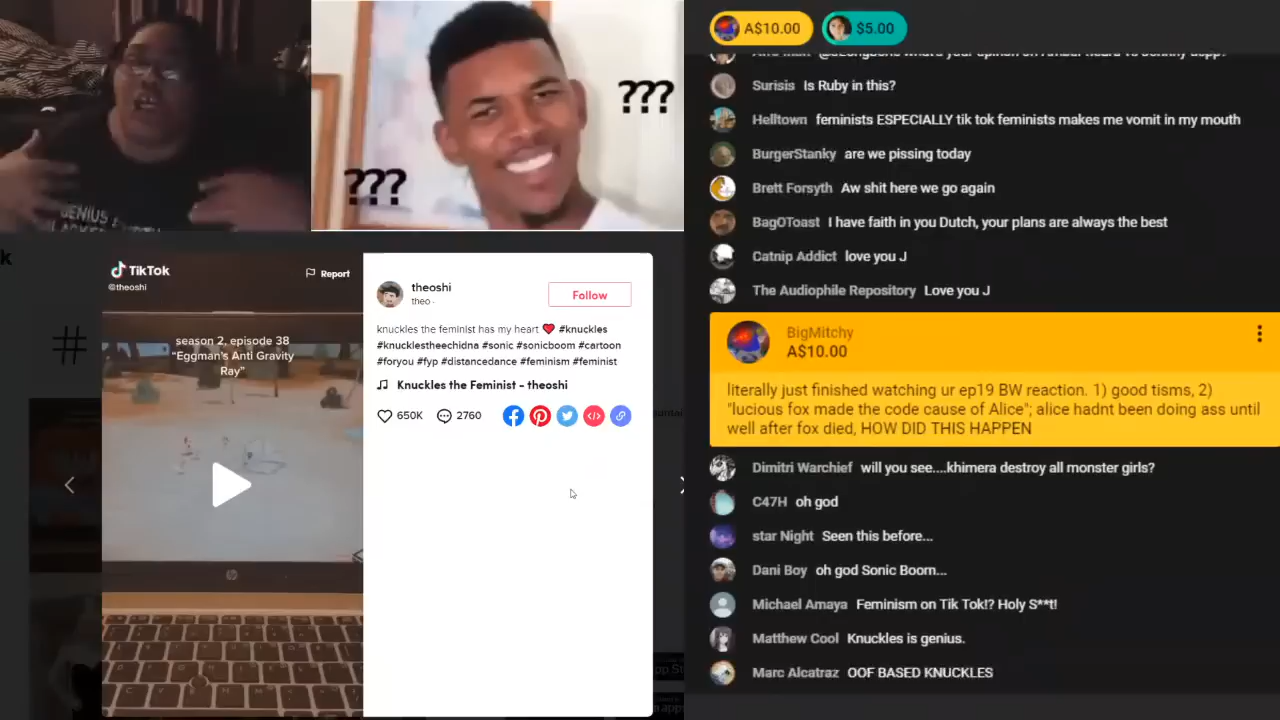 GENIUS
???
???
k
#
TikTok
@theoshi
Report
season 2, episode 38
"Eggman's Anti Gravity
Ray"
theoshi
theo -
Follow
knuckles the feminist has my heart ❤️ #knuckles
#knucklestheechidna #sonic #sonicboom #cartoon
#foryou #fyp #distancedance #feminism #feminist
Knuckles the Feminist - theoshi
650K
2760
A$10.00
$5.00
Surisis Is Ruby in this?
Helltown feminists ESPECIALLY tik tok feminists makes me vomit in my mouth
BurgerStanky are we pissing today
Brett Forsyth Aw shit here we go again
BagOToast I have faith in you Dutch, your plans are always the best
Catnip Addict love you J
The Audiophile Repository Love you J
BigMitchy
A$10.00
literally just finished watching ur ep19 BW reaction. 1) good tisms, 2)
"lucious fox made the code cause of Alice"; alice hadnt been doing ass until
well after fox died, HOW DID THIS HAPPEN
Dimitri Warchief will you see....khimera destroy all monster girls?
C47H oh god
star Night Seen this before...
Dani Boy oh god Sonic Boom...
Michael Amaya Feminism on Tik Tok!? Holy S**t!
Matthew Cool Knuckles is genius.
Marc Alcatraz OOF BASED KNUCKLES